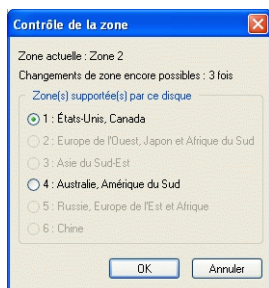 Contrôle de la zone
Zone actuelle : Zone 2
Changements de zone encore possibles : 3 fois
Zone(s) supportée(s) par ce disque
1 : États-Unis, Canada
2 : Europe de l'Ouest, Japon et Afrique du Sud
3 : Asie du Sud-Est
4 : Australie, Amérique du Sud
5 : Russie, Europe de l'Est et Afrique
6 : Chine
OK
Annuler